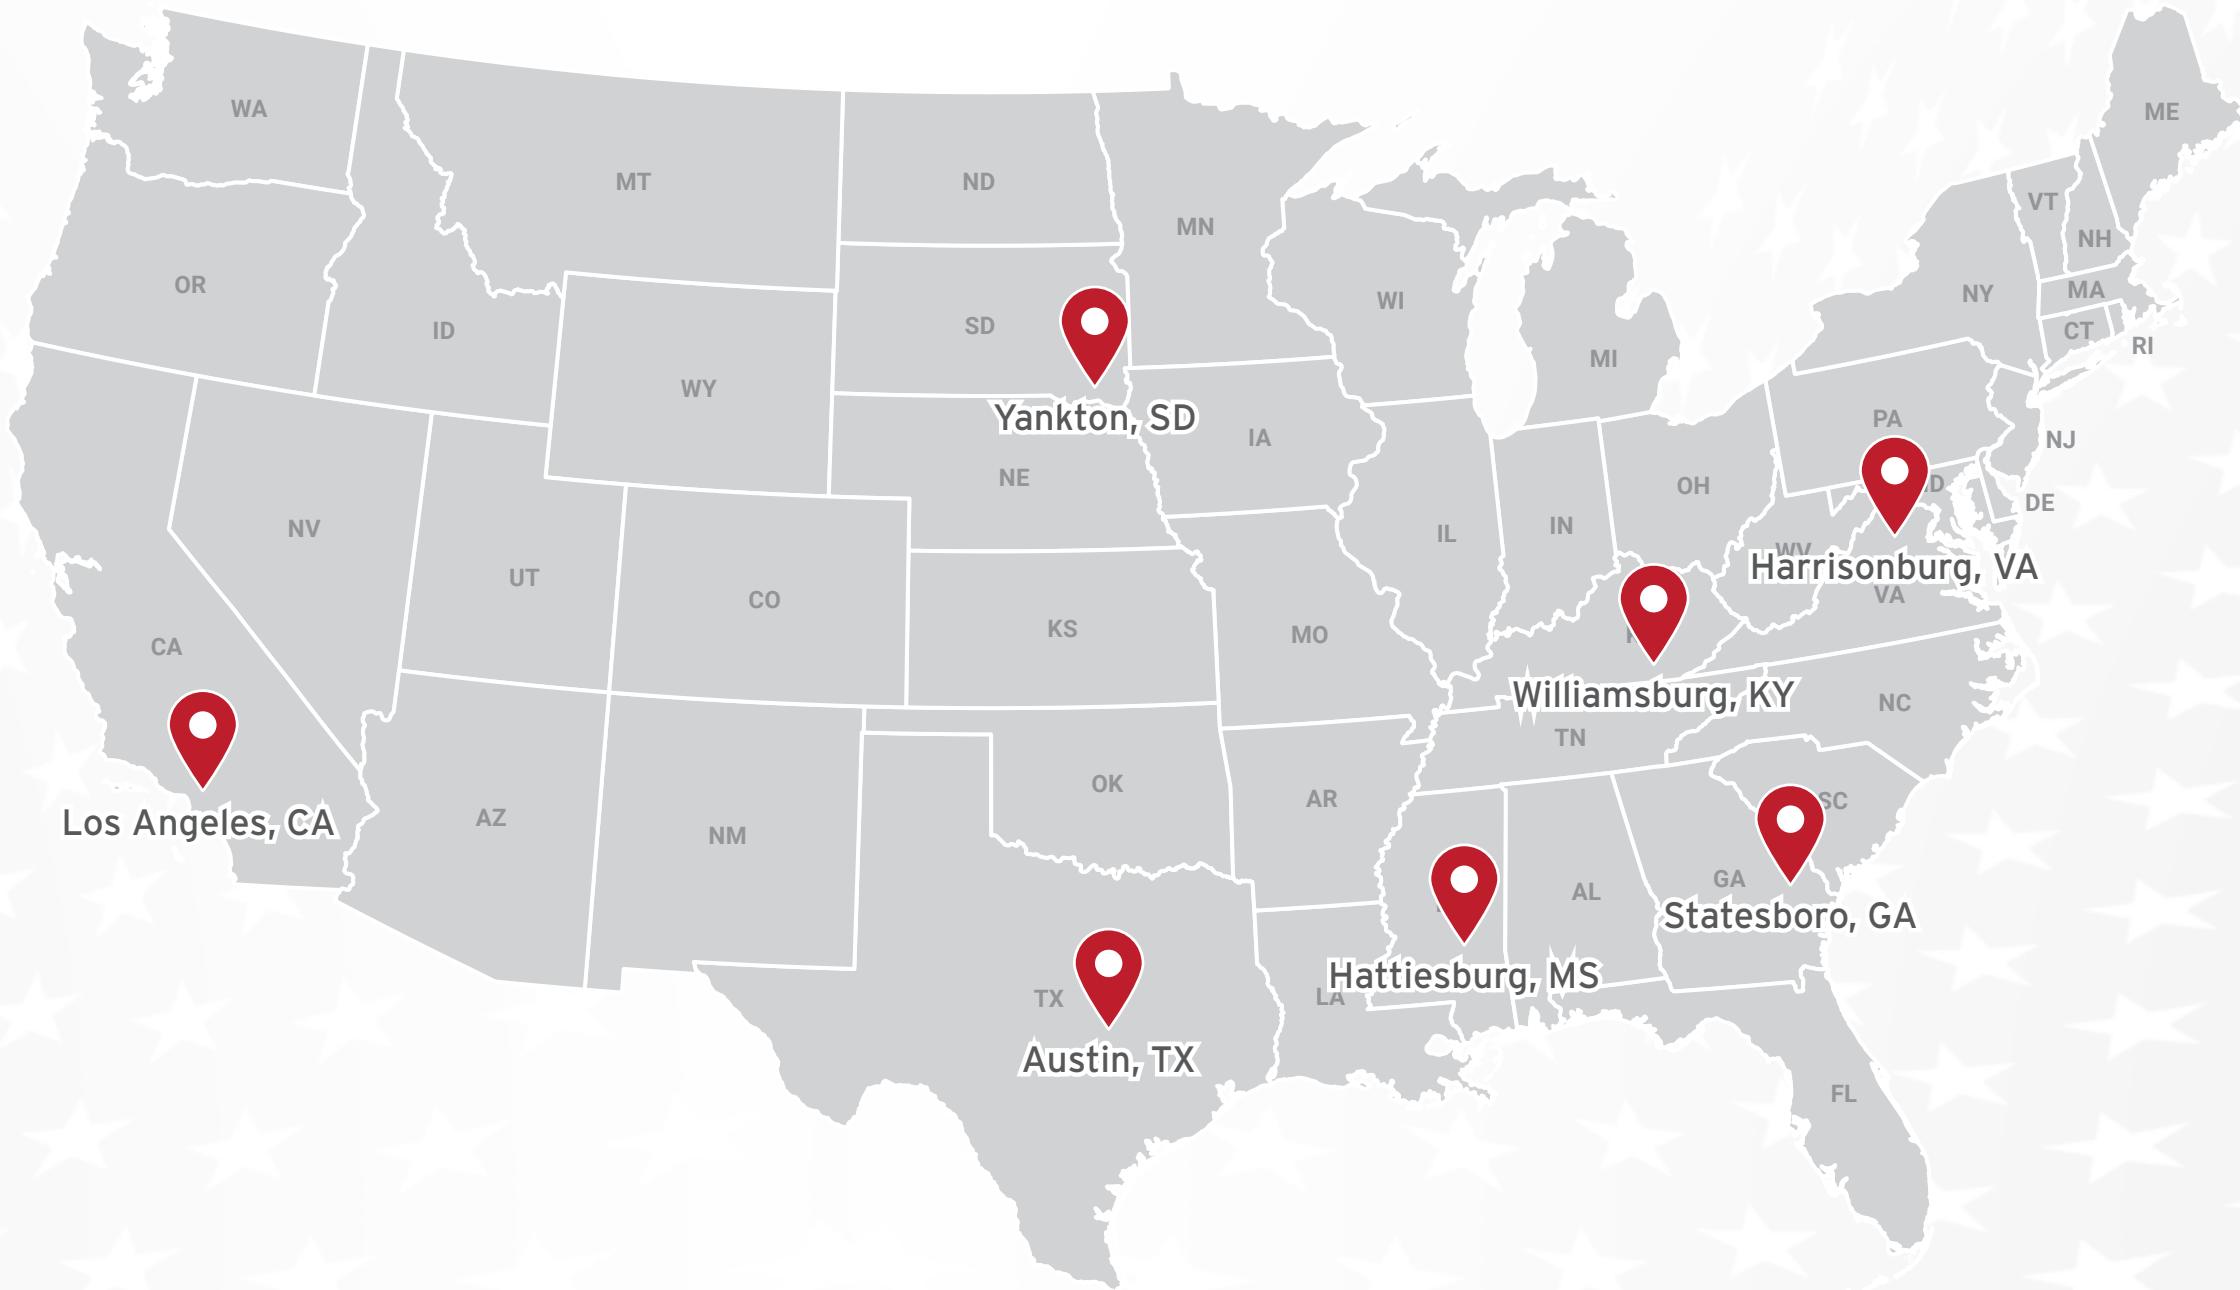 WA
ME
MT
ND
VT
MN
NH
OR
MA
NY
WI
SD
ID
CT
RI
MI
WY
Yankton, SD
PA
IA
NJ
NE
OH
DE
NV
IN
IL
WV
Harrisonburg, VA
UT
VA
CO
KS
MO
CA
Williamsburg, KY
NC
TN
OK
AR
SC
AZ
Los Angeles, CA
NM
GA
AL
Statesboro, GA
Hattiesburg, MS
LA
TX
Austin, TX
FL